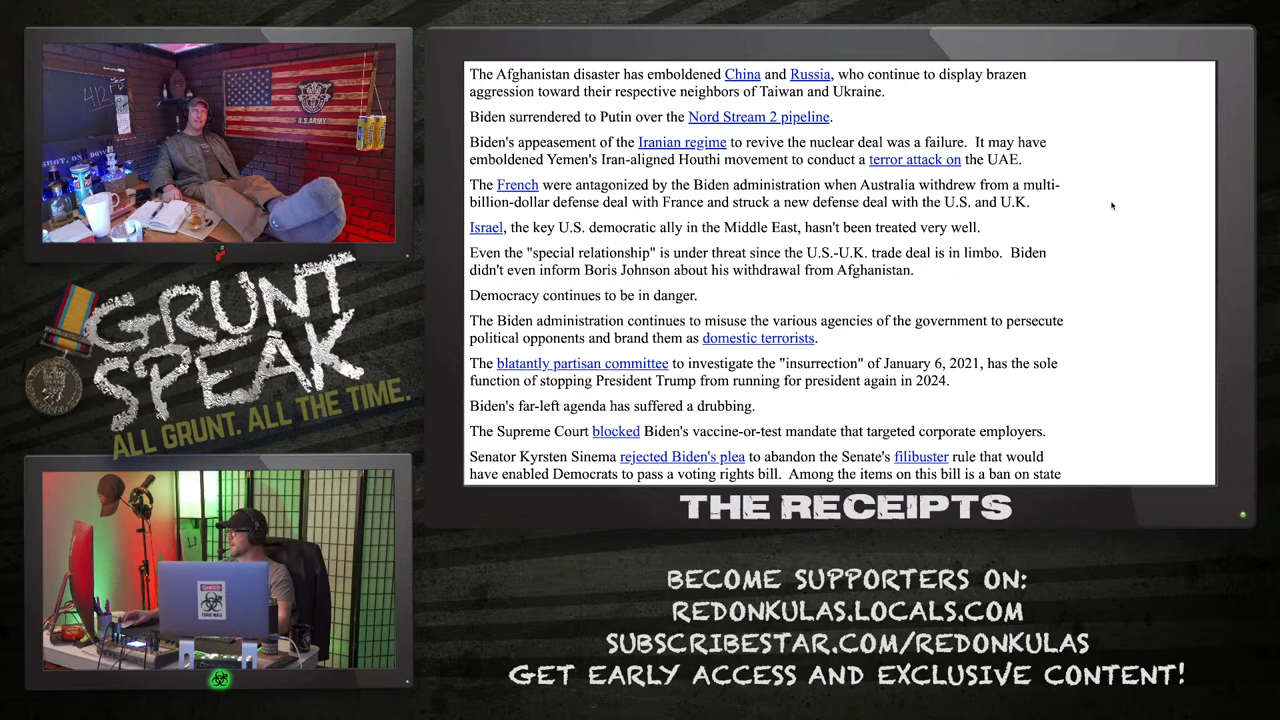 The Afghanistan disaster has emboldened China and Russia, who continue to display brazen
aggression toward their respective neighbors of Taiwan and Ukraine.
Biden surrendered to Putin over the Nord Stream 2 pipeline.
Biden's appeasement of the Iranian regime to revive the nuclear deal was a failure.  It may have
emboldened Yemen's Iran-aligned Houthi movement to conduct a terror attack on the UAE.
The French were antagonized by the Biden administration when Australia withdrew from a multi-
billion-dollar defense deal with France and struck a new defense deal with the U.S. and U.K.
Israel, the key U.S. democratic ally in the Middle East, hasn't been treated very well.
Even the "special relationship" is under threat since the U.S.-U.K. trade deal is in limbo.  Biden
didn't even inform Boris Johnson about his withdrawal from Afghanistan.
Democracy continues to be in danger.
The Biden administration continues to misuse the various agencies of the government to persecute
political opponents and brand them as domestic terrorists.
The blatantly partisan committee to investigate the "insurrection" of January 6, 2021, has the sole
function of stopping President Trump from running for president again in 2024.
Biden's far-left agenda has suffered a drubbing.
The Supreme Court blocked Biden's vaccine-or-test mandate that targeted corporate employers.
Senator Kyrsten Sinema rejected Biden's plea to abandon the Senate's filibuster rule that would
have enabled Democrats to pass a voting rights bill.  Among the items on this bill is a ban on state
U.S. ARMY
GRUNT
SPEAK
ALL GRUNT. ALL THE TIME.
DANGER
THE RECEIPTS
BECOME SUPPORTERS ON:
REDONKULAS.LOCALS.COM
SUBSCRIBESTAR.COM/REDONKULAS
GET EARLY ACCESS AND EXCLUSIVE CONTENT!